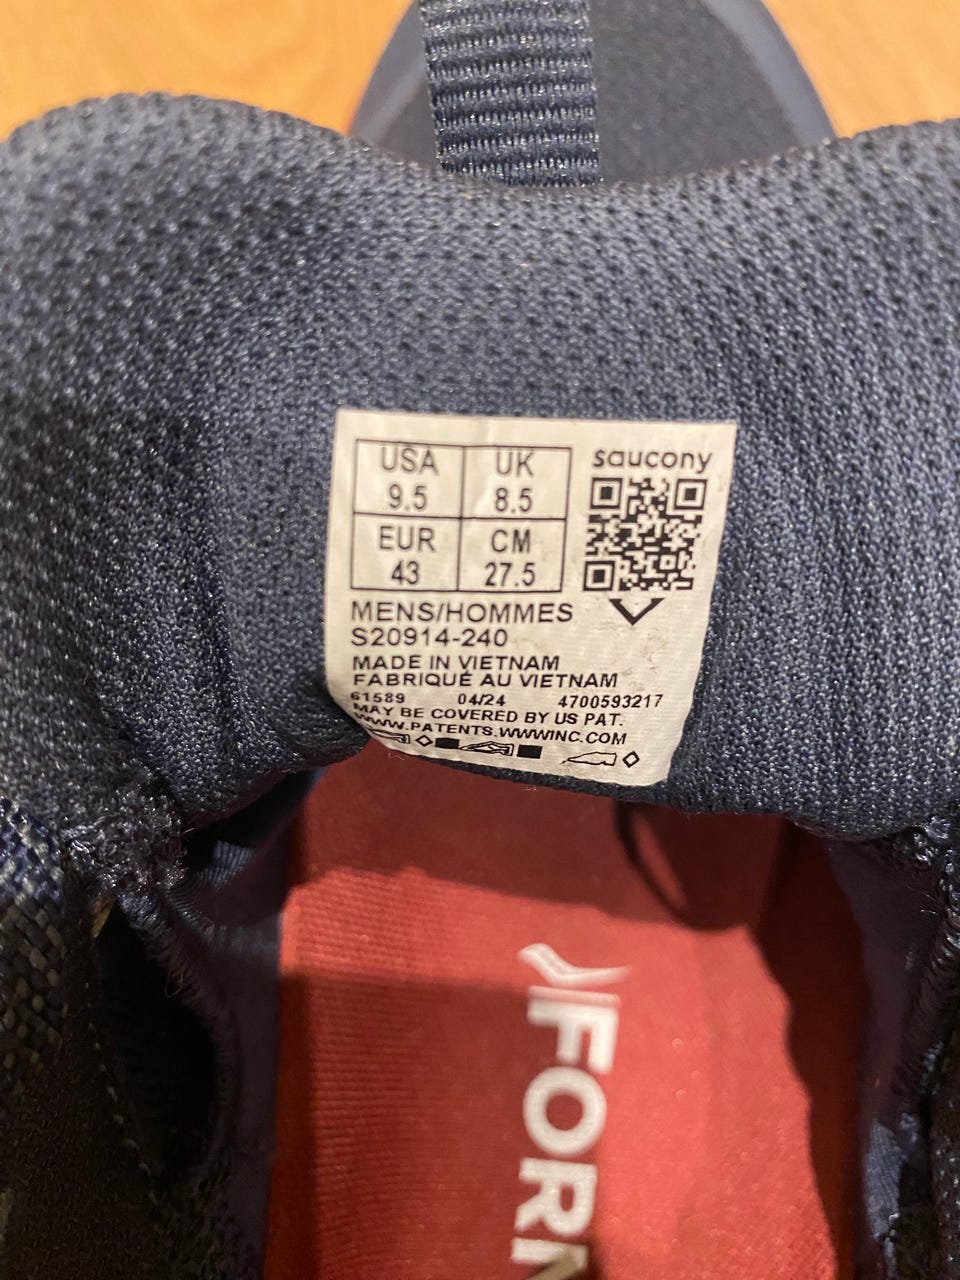 USA UK
9.5 8.5
EUR CM
43 27.5
saucony
MENS/HOMMES
S20914-240
MADE IN VIETNAM
FABRIQUÉ AU VIETNAM
61589 04/24 4700593217
MAY BE COVERED BY US PAT.
WWW.PATENTS.WWWINC.COM
FORM